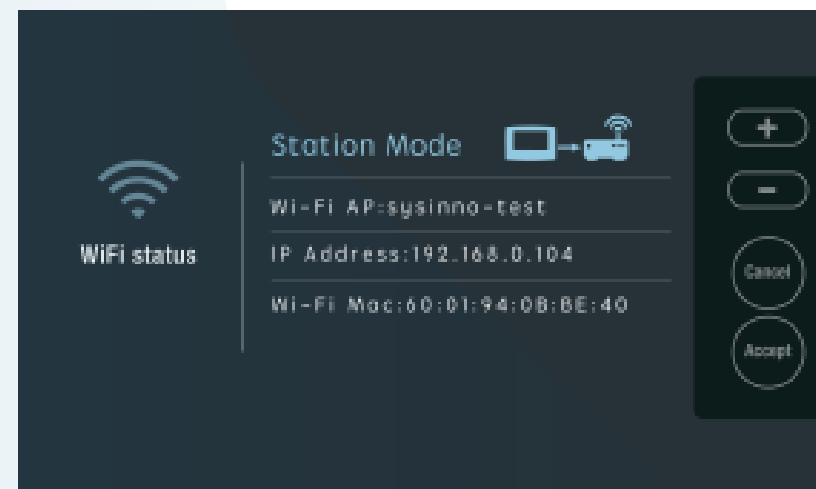 Station Mode
WiFi status
Wi-Fi AP:sysinno-test
IP Address:192.168.0.104
Wi-Fi Mac:60:01:94:0B:BE:40
+
-
Cancel
Accept